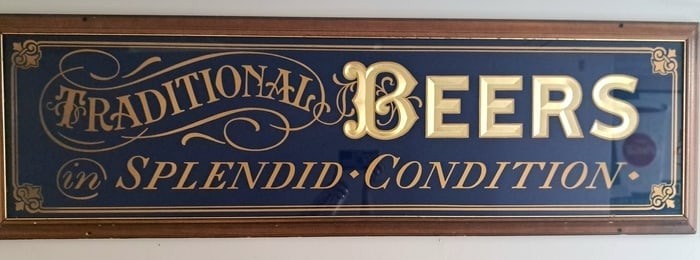 TRADITIONAL BEERS
in SPLENDID · CONDITION ·